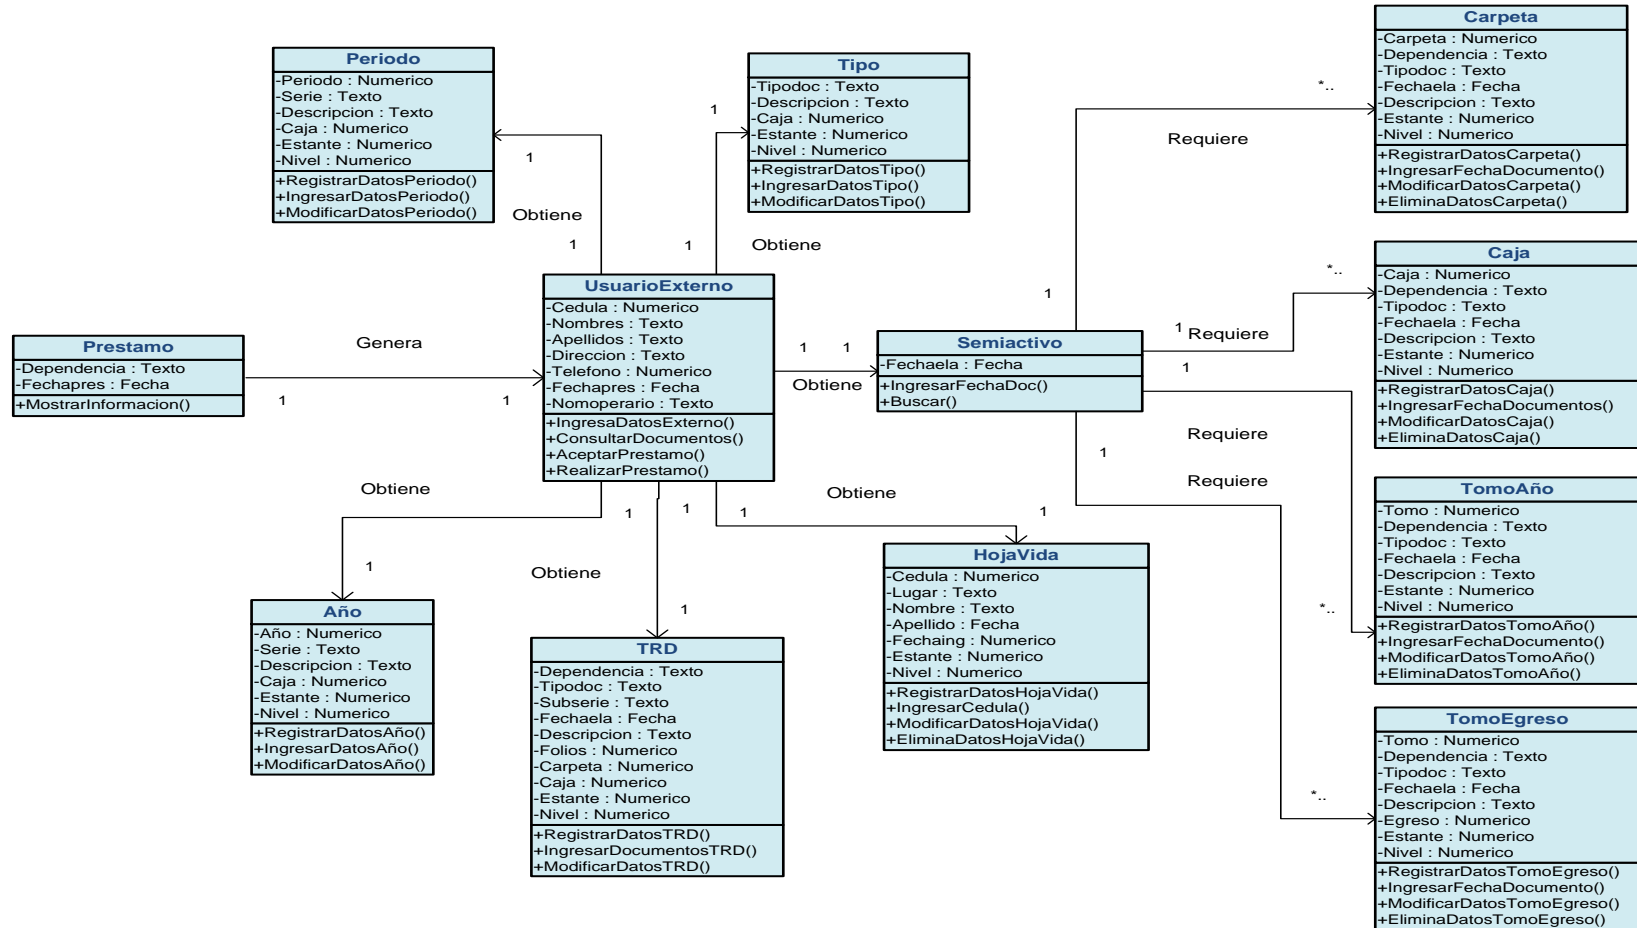 Periodo
-Periodo : Numerico
-Serie : Texto
-Descripcion : Texto
-Caja : Numerico
-Estante : Numerico
-Nivel : Numerico
+RegistrarDatosPeriodo()
+IngresarDatosPeriodo()
+ModificarDatosPeriodo()
1
Obtiene
1
Tipo
-Tipodoc : Texto
-Descripcion : Texto
-Caja : Numerico
-Estante : Numerico
-Nivel : Numerico
+RegistrarDatosTipo()
+IngresarDatosTipo()
+ModificarDatosTipo()
1
1
Obtiene
Carpeta
-Carpeta : Numerico
-Dependencia : Texto
-Tipodoc : Texto
-Fechaela : Fecha
-Descripcion : Texto
-Estante : Numerico
-Nivel : Numerico
+RegistrarDatosCarpeta()
+IngresarFechaDocumento()
+ModificarDatosCarpeta()
+EliminaDatosCarpeta()
*..
Requiere
1
Caja
-Caja : Numerico
-Dependencia : Texto
-Tipodoc : Texto
-Fechaela : Fecha
-Descripcion : Texto
-Estante : Numerico
-Nivel : Numerico
+RegistrarDatosCaja()
+IngresarFechaDocumentos()
+ModificarDatosCaja()
+EliminaDatosCaja()
*..
1
Requiere
Prestamo
-Dependencia : Texto
-Fechapres : Fecha
+MostrarInformacion()
Genera
1
1
UsuarioExterno
-Cedula : Numerico
-Nombres : Texto
-Apellidos : Texto
-Direccion : Texto
-Telefono : Numerico
-Fechapres : Fecha
-Nomoperario : Texto
+IngresaDatosExterno()
+ConsultarDocumentos()
+AceptarPrestamo()
+RealizarPrestamo()
1
1
Obtiene
Semiactivo
-Fechaela : Fecha
+IngresarFechaDoc()
+Buscar()
1
Requiere
*..
1
Requiere
*..
TomoAño
-Tomo : Numerico
-Dependencia : Texto
-Tipodoc : Texto
-Fechaela : Fecha
-Descripcion : Texto
-Estante : Numerico
-Nivel : Numerico
+RegistrarDatosTomoAño()
+IngresarFechaDocumento()
+ModificarDatosTomoAño()
+EliminaDatosTomoAño()
TomoEgreso
-Tomo : Numerico
-Dependencia : Texto
-Tipodoc : Texto
-Fechaela : Fecha
-Descripcion : Texto
-Egreso : Numerico
-Estante : Numerico
-Nivel : Numerico
+RegistrarDatosTomoEgreso()
+IngresarFechaDocumento()
+ModificarDatosTomoEgreso()
+EliminaDatosTomoEgreso()
Obtiene
1
1
Año
-Año : Numerico
-Serie : Texto
-Descripcion : Texto
-Caja : Numerico
-Estante : Numerico
-Nivel : Numerico
+RegistrarDatosAño()
+IngresarDatosAño()
+ModificarDatosAño()
1
Obtiene
1
TRD
-Dependencia : Texto
-Tipodoc : Texto
-Subserie : Texto
-Fechaela : Fecha
-Descripcion : Texto
-Folios : Numerico
-Carpeta : Numerico
-Caja : Numerico
-Estante : Numerico
-Nivel : Numerico
+RegistrarDatosTRD()
+IngresarDocumentosTRD()
+ModificarDatosTRD()
Obtiene
1
1
HojaVida
-Cedula : Numerico
-Lugar : Texto
-Nombre : Texto
-Apellido : Fecha
-Fechaing : Numerico
-Estante : Numerico
-Nivel : Numerico
+RegistrarDatosHojaVida()
+IngresarCedula()
+ModificarDatosHojaVida()
+EliminaDatosHojaVida()